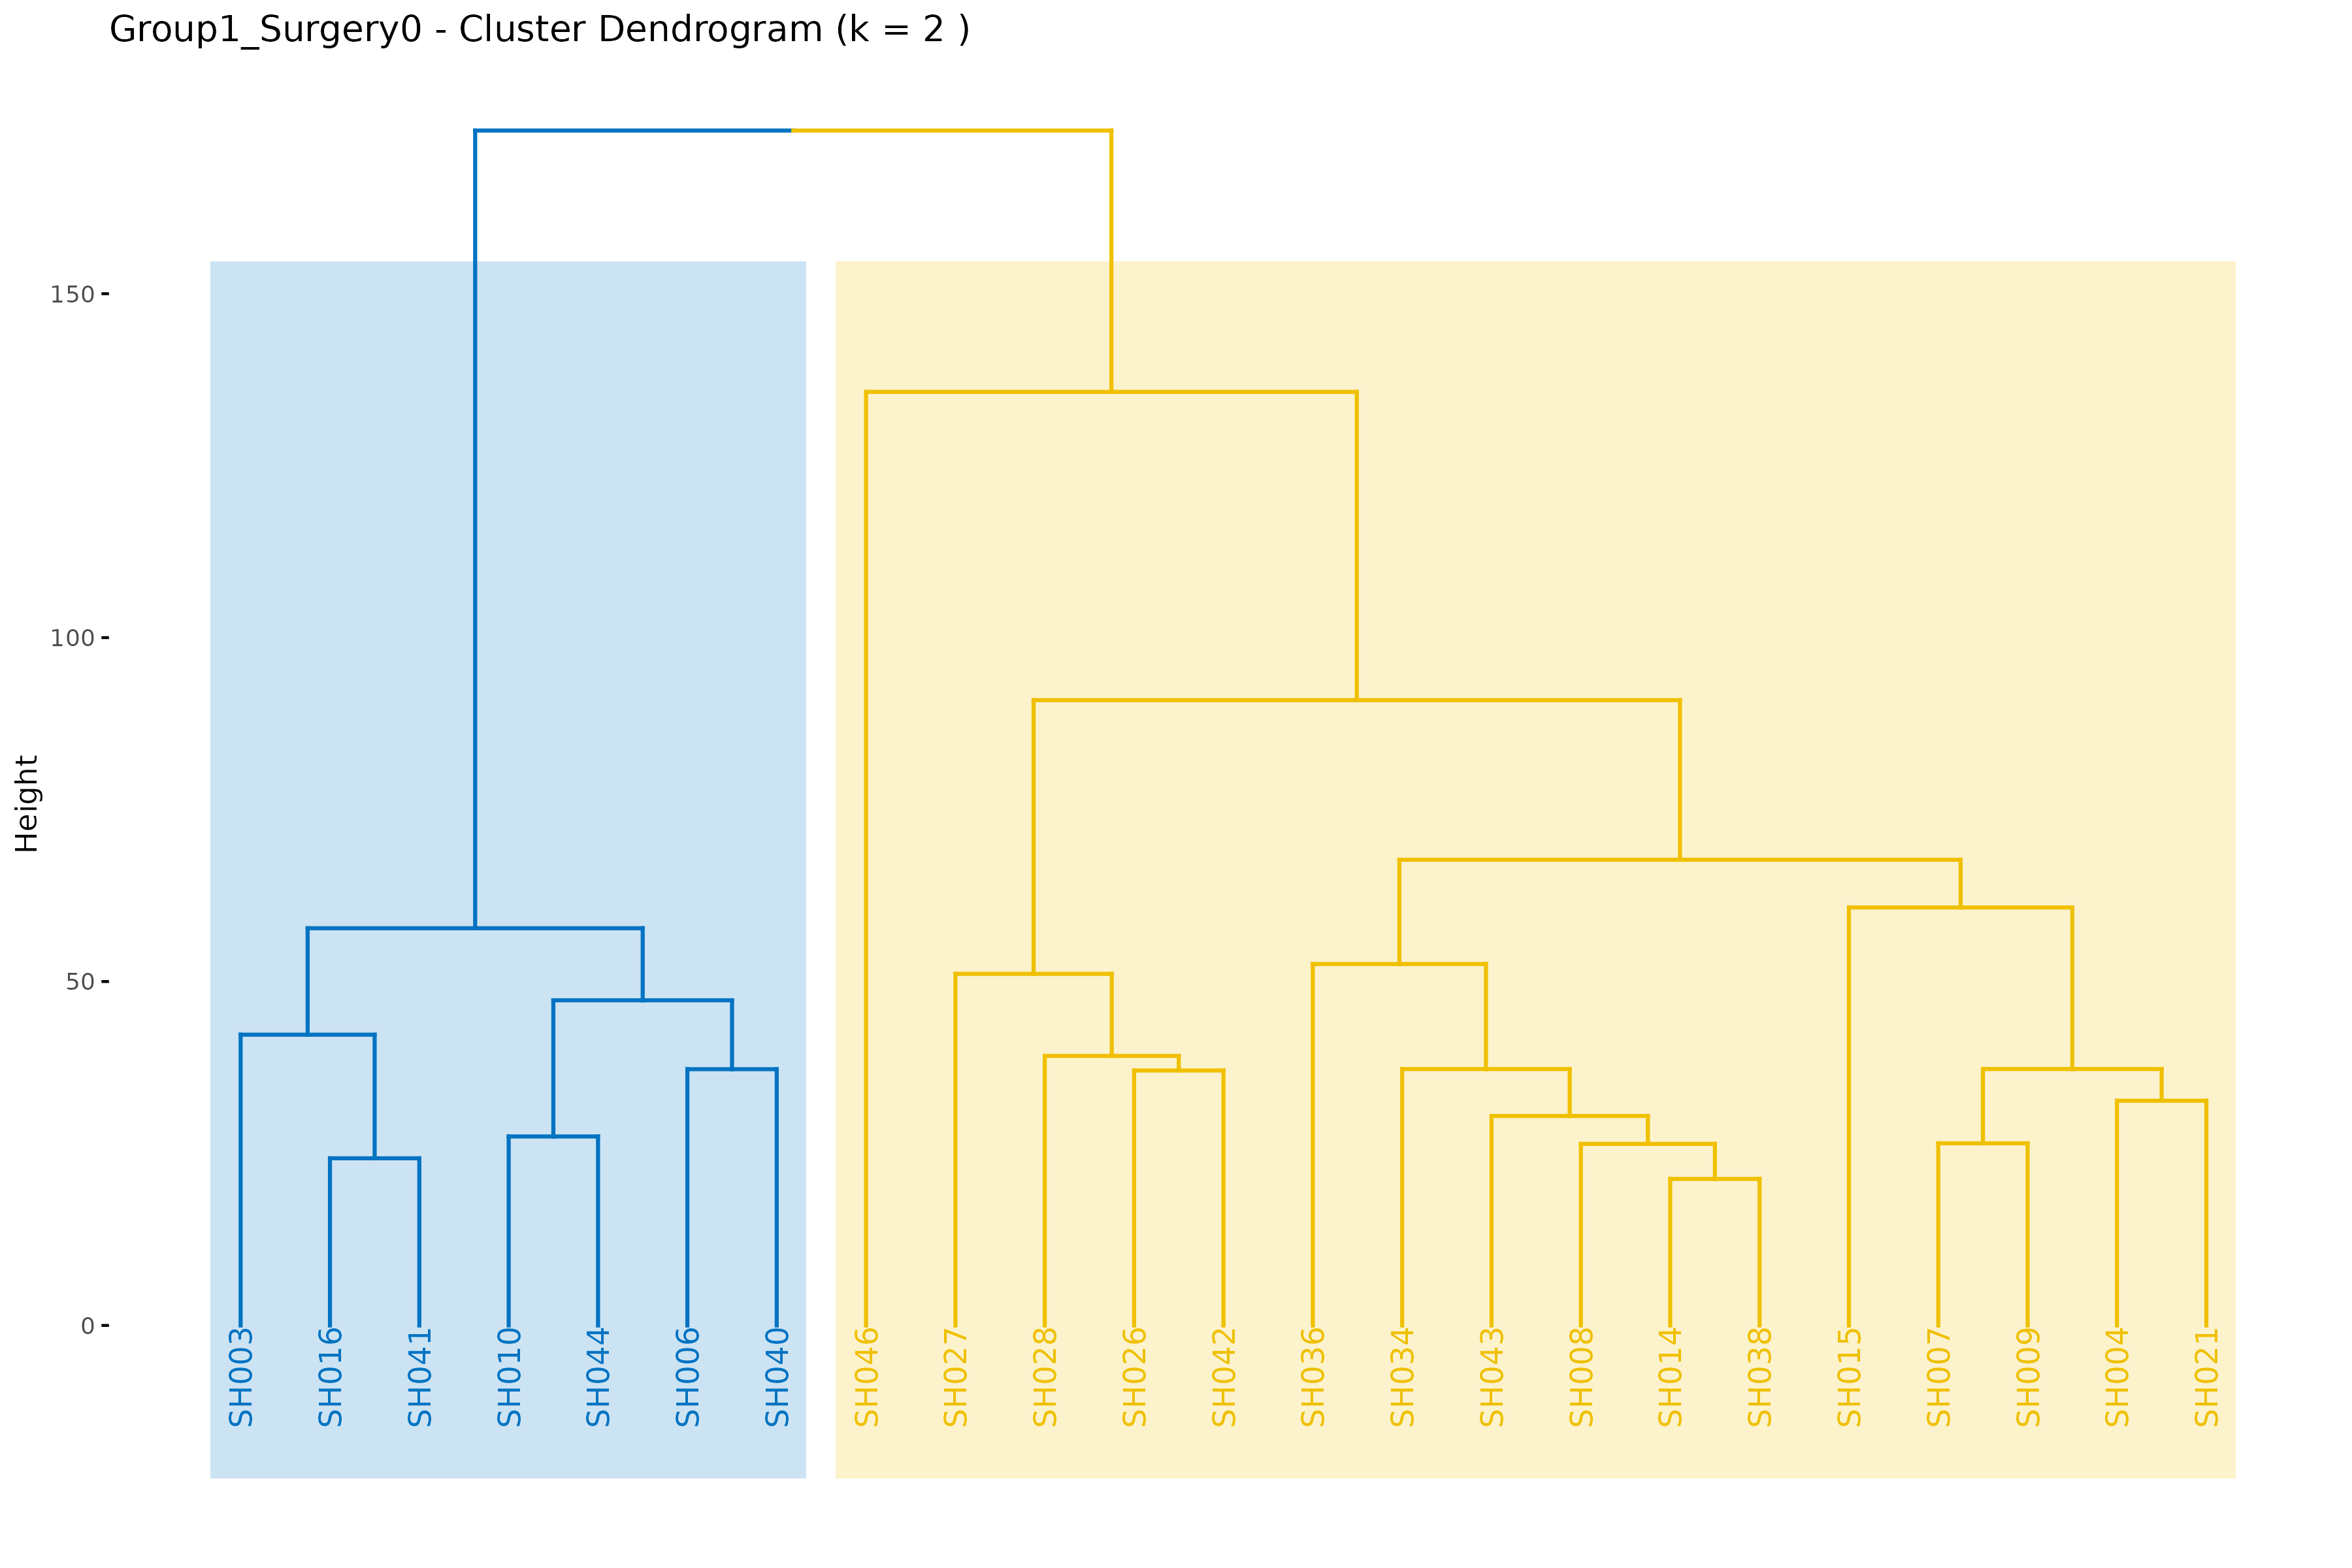 Group1_Surgery0 - Cluster Dendrogram (k = 2 )
150
100
50
0
Height
SH003
SH016
SH041
SH010
SH044
SH006
SH040
SH046
SH027
SH028
SH026
SH042
SH036
SH034
SH043
SH008
SH014
SH038
SH015
SH007
SH009
SH004
SH021